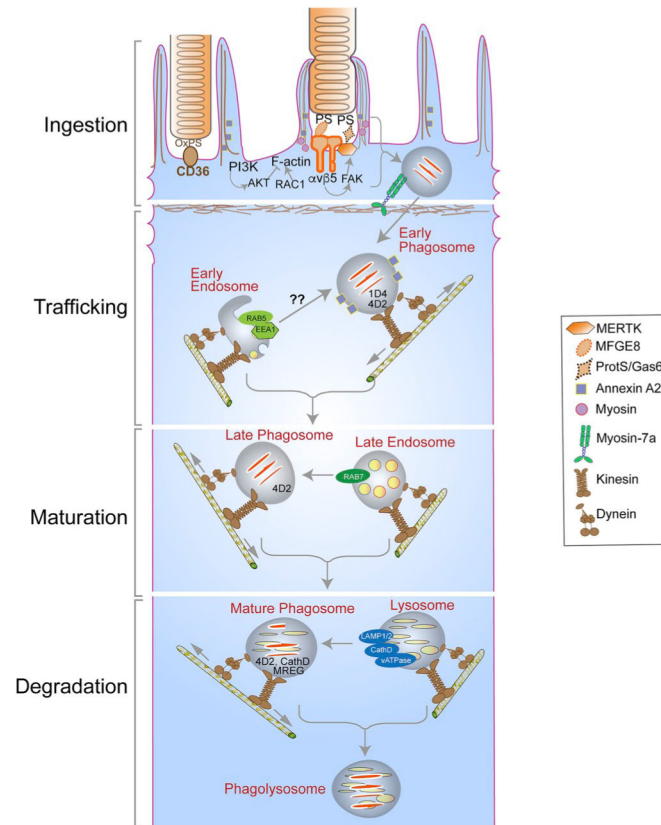 Ingestion
OxPS
CD36
PI3K
AKT
F-actin
RAC1
PS
PS
αvβ5
FAK
Trafficking
Early
Phagosome
Early
Endosome
RAB5
EEA1
??
1D4
4D2
MERTK
MFGE8
ProtS/Gas6
Annexin A2
Myosin
Myosin-7a
Kinesin
Dynein
Maturation
Late Phagosome
4D2
Late Endosome
RAB7
Degradation
Mature Phagosome
4D2, CathD
MREG
Lysosome
LAMP1/2
CathD
vATPase
Phagolysosome